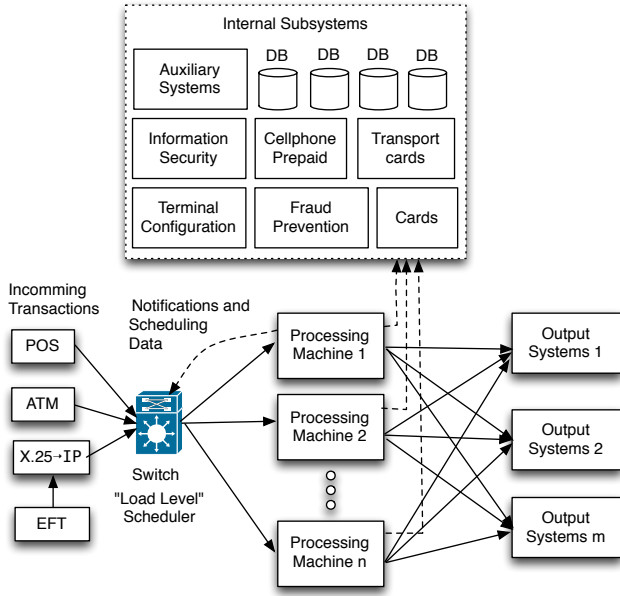 Internal Subsystems
Auxiliary
Systems
DB
DB
DB
DB
Information
Security
Cellphone
Prepaid
Transport
cards
Terminal
Configuration
Fraud
Prevention
Cards
Incomming
Transactions
POS
ATM
X.25→IP
EFT
Notifications and
Scheduling
Data
Switch
"Load Level"
Scheduler
Processing
Machine 1
Processing
Machine 2
Processing
Machine n
Output
Systems 1
Output
Systems 2
Output
Systems m